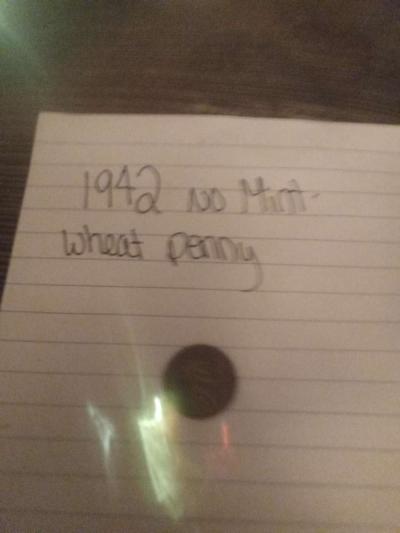 1942 No Mint-
wheat penny